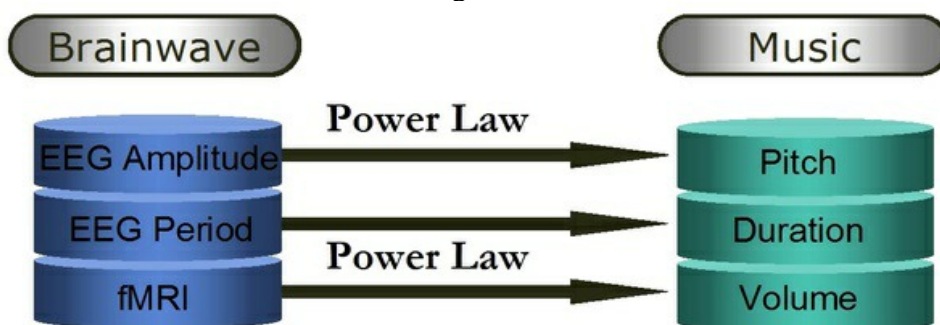 Brainwave
Music
Power Law
EEG Amplitude
Pitch
EEG Period
Duration
Power Law
fMRI
Volume